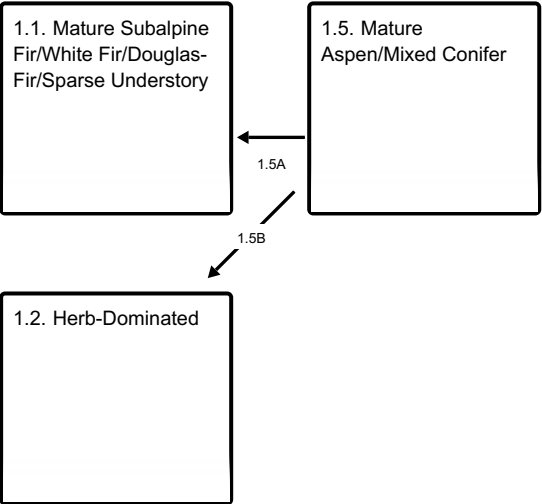 1.1. Mature Subalpine
Fir/White Fir/Douglas-
Fir/Sparse Understory
1.5. Mature
Aspen/Mixed Conifer
1.5A
1.5B
1.2. Herb-Dominated